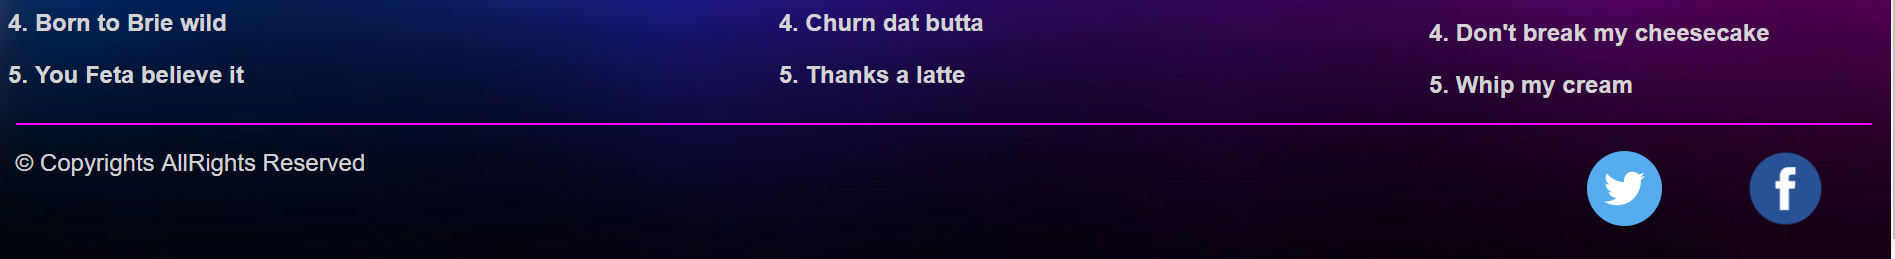 4. Born to Brie wild
5. You Feta believe it
4. Churn dat butta
5. Thanks a latte
4. Don't break my cheesecake
5. Whip my cream
© Copyrights AllRights Reserved